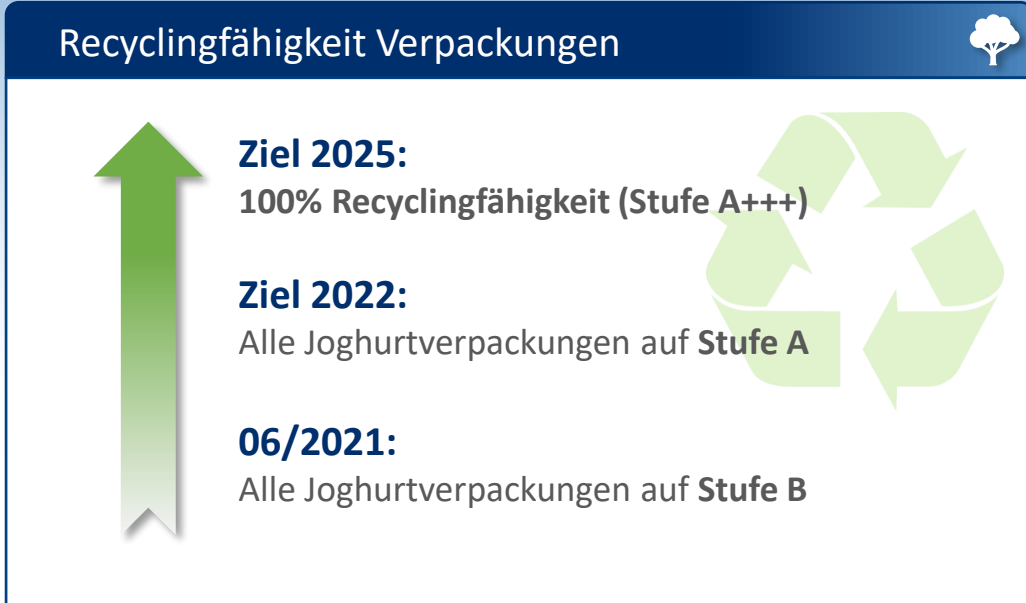 Recyclingfähigkeit Verpackungen
Ziel 2025:
100% Recyclingfähigkeit (Stufe A+++)
Ziel 2022:
Alle Joghurtverpackungen auf Stufe A
06/2021:
Alle Joghurtverpackungen auf Stufe B